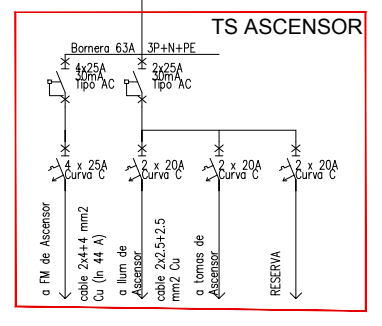 TS ASCENSOR
Bornera 63A 3P+N+PE
4x25A
30mA
Tipo AC
2x25A
30mA
Tipo AC
4 x 25A
Curva C
2 x 20A
Curva C
2 x 20A
Curva C
2 x 20A
Curva C
a FM de Ascensor
cable 2x4+4 mm2
Cu (In 44 A)
a Ilum de
Ascensor
cable 2x2.5+2.5
mm2 Cu
a tomas de
Ascensor
RESERVA